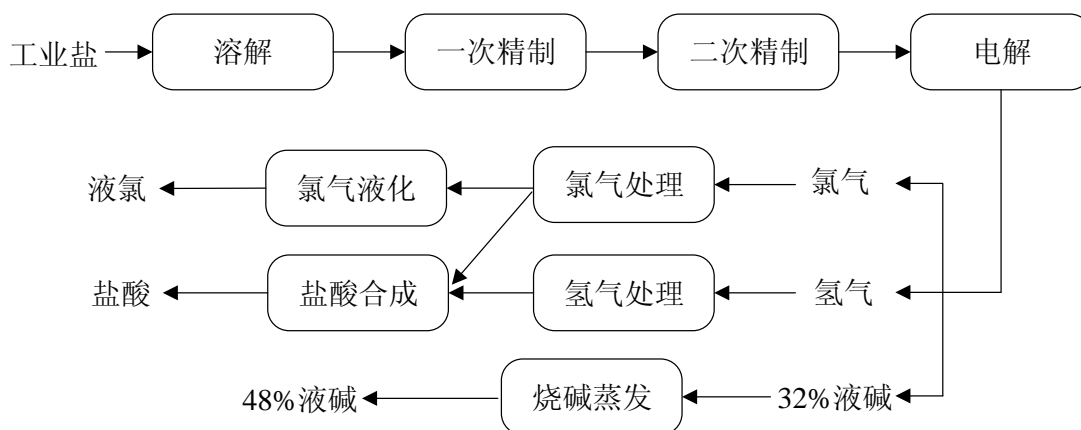 工业盐 溶解 一次精制 二次精制 电解
液氯 氯气液化 氯气处理 氯气
盐酸 盐酸合成 氢气处理 氢气
48%液碱 烧碱蒸发 32%液碱